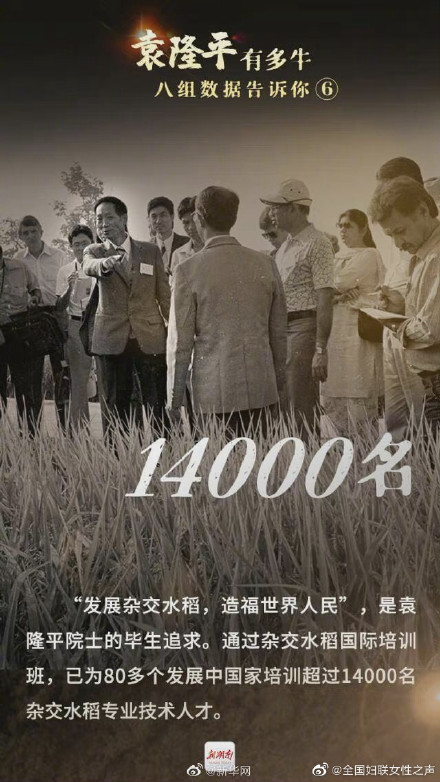 袁隆平有多牛
八组数据告诉你⑥
14000名
“发展杂交水稻，造福世界人民”，是袁
隆平院士的毕生追求。通过杂交水稻国际培训
班，已为80多个发展中国家培训超过14000名
杂交水稻专业技术人才。
新湖南
@新华网
@全国妇联女性之声